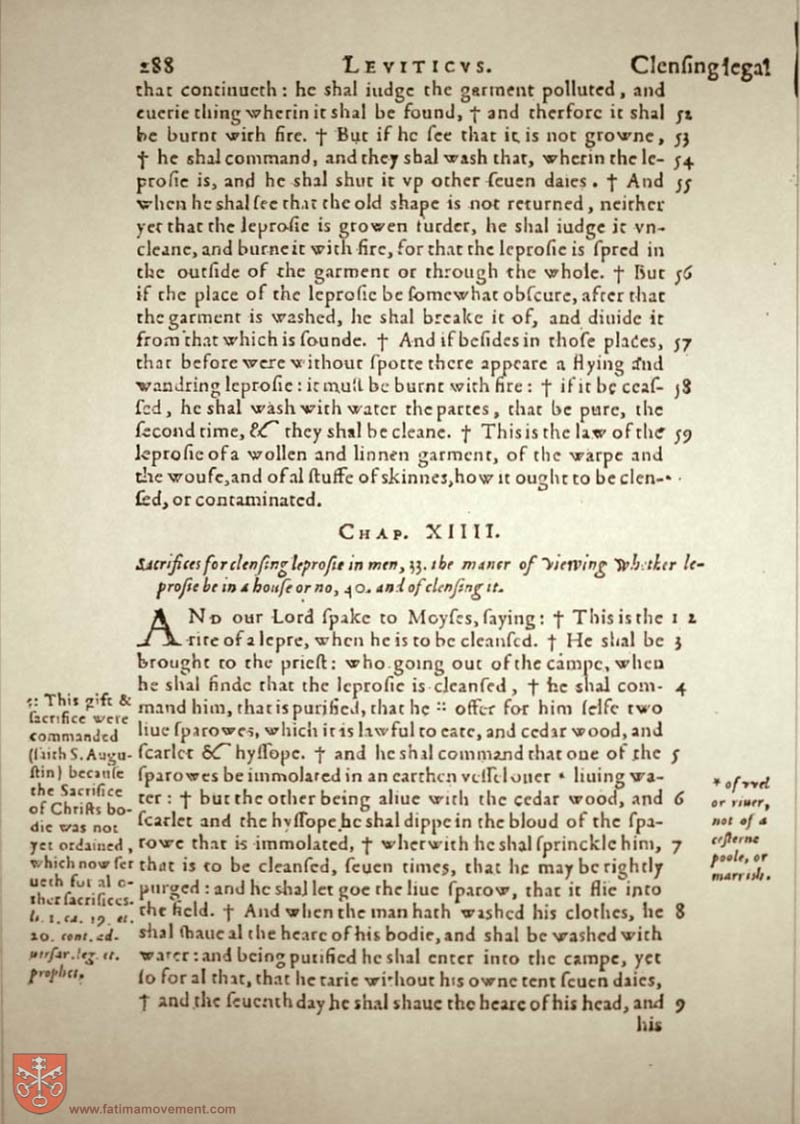 288 LEVITICVS. Clenſing legal
that continueth: he shal iudge the garment polluted, and
euerie thing wherin it shal be found, † and therfore it shal 52
be burnt with fire. † But if he ſee that it is not growne, 53
† he shal command, and they shal wash that, wherin the le- 54
proſie is, and he shal shut it vp other ſeuen daies. † And 55
when he shal ſee that the old shape is not returned, neither
yet that the leproſie is growen furder, he shal iudge it vn-
cleane, and burne it with fire, for that the leproſie is ſpred in
the outſide of the garment or through the whole. † But 56
if the place of the leproſie be ſomewhat obſcure, after that
the garment is washed, he shal breake it of, and diuide it
from that which is ſounde. † And if beſides in thoſe places, 57
that before were without ſpotte there appeare a flying and
wandring leproſie: it muſt be burnt with fire: † if it be ceaſ- 58
ſed, he shal wash with water the partes, that be pure, the
ſecond time, & they shal be cleane. † This is the law of the 59
leproſie of a wollen and linnen garment, of the warpe and
the woufe, and of al ſtuffe of skinnes, how it ought to be clen-
ſed, or contaminated.
CHAP. XIIII.
Sacrifices for clenſing leproſie in men, 33. the maner of viewing whether le-
proſie be in a houſe or no, 40. and of clenſing it.
AND our Lord ſpake to Moyſes, ſaying: † This is the 1 2
rite of a lepre, when he is to be cleanſed. † He shal be 3
brought to the prieſt: who going out of the campe, when
he shal finde that the leproſie is cleanſed, † he shal com- 4
mand him, that is purified, that he :: offer for him ſelfe two
liue ſparowes, which it is lawful to eate, and cedar wood, and
ſcarlet & hyſſope. † and he shal command that one of the 5
ſparowes be immolated in an earthen veſſel ouer * liuing wa-
ter: † but the other being aliue with the cedar wood, and 6
ſcarlet and the hyſſope he shal dippe in the bloud of the ſpa-
rowe that is immolated, † wherwith he shal ſprinckle him, 7
that is to be cleanſed, ſeuen times, that he may be rightly
purged: and he shal let goe the liue ſparow, that it flie into
the field. † And when the man hath washed his clothes, he 8
shal shaue al the heare of his bodie, and shal be washed with
water: and being purified he shal enter into the campe, yet
ſo for al that, that he tarie without his owne tent ſeuen daies,
† and the ſeuenth day he shal shaue the heare of his head, and 9
his
:: This gift &
ſacrifice were
commanded
(ſaith S. Augu-
ſtin) becauſe
the Sacrifice
of Chriſts bo-
die was not
yet ordained,
which now ſer
ueth for al o-
ther ſacrifices.
li. 1. ca. 19. et.
20. cont. ad-
uerſar. leg. et.
prophet.
* of wel
or riuer,
not of a
ceſterne
poole, or
marrish.
www.fatimamovement.com